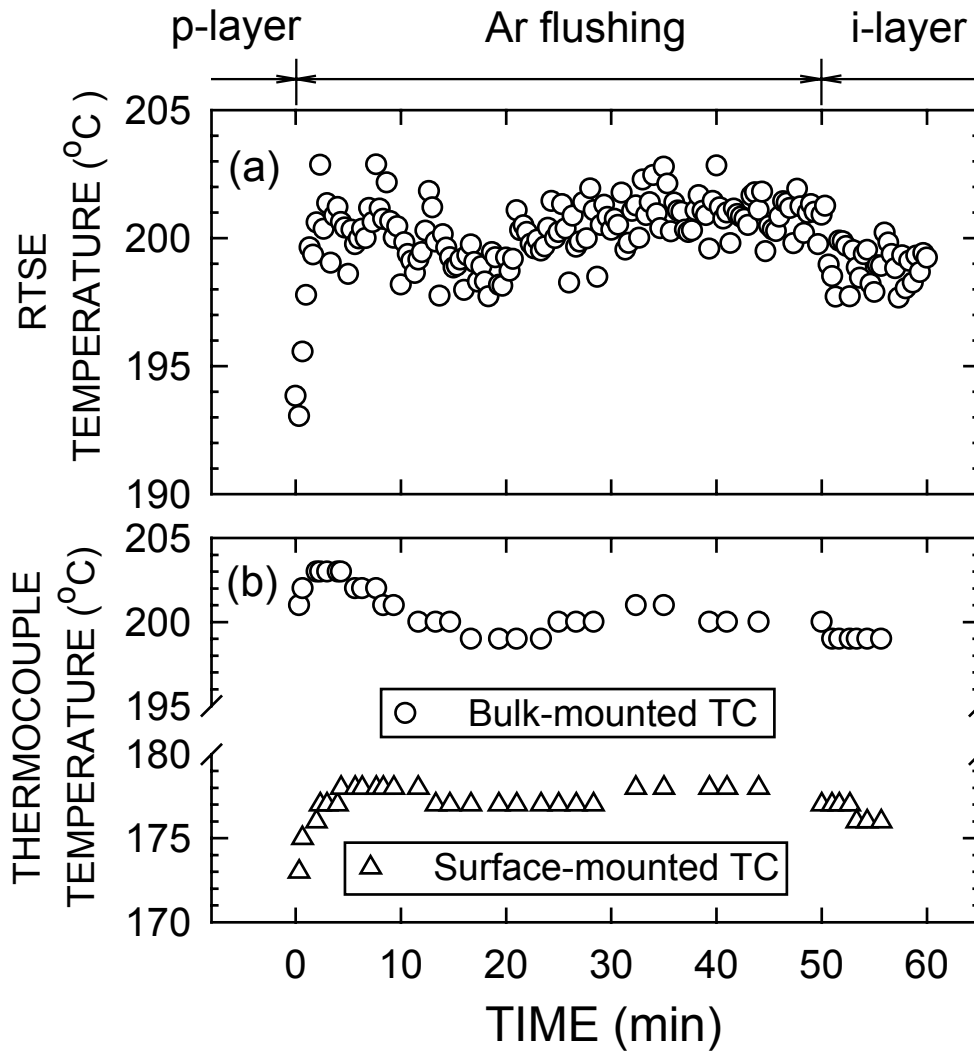 p-layer Ar flushing i-layer
(a)
RTSE
TEMPERATURE (°C)
205
200
195
190
(b)
THERMOCOUPLE
TEMPERATURE (°C)
205
200
195
Bulk-mounted TC
180
175
170
Surface-mounted TC
0 10 20 30 40 50 60
TIME (min)